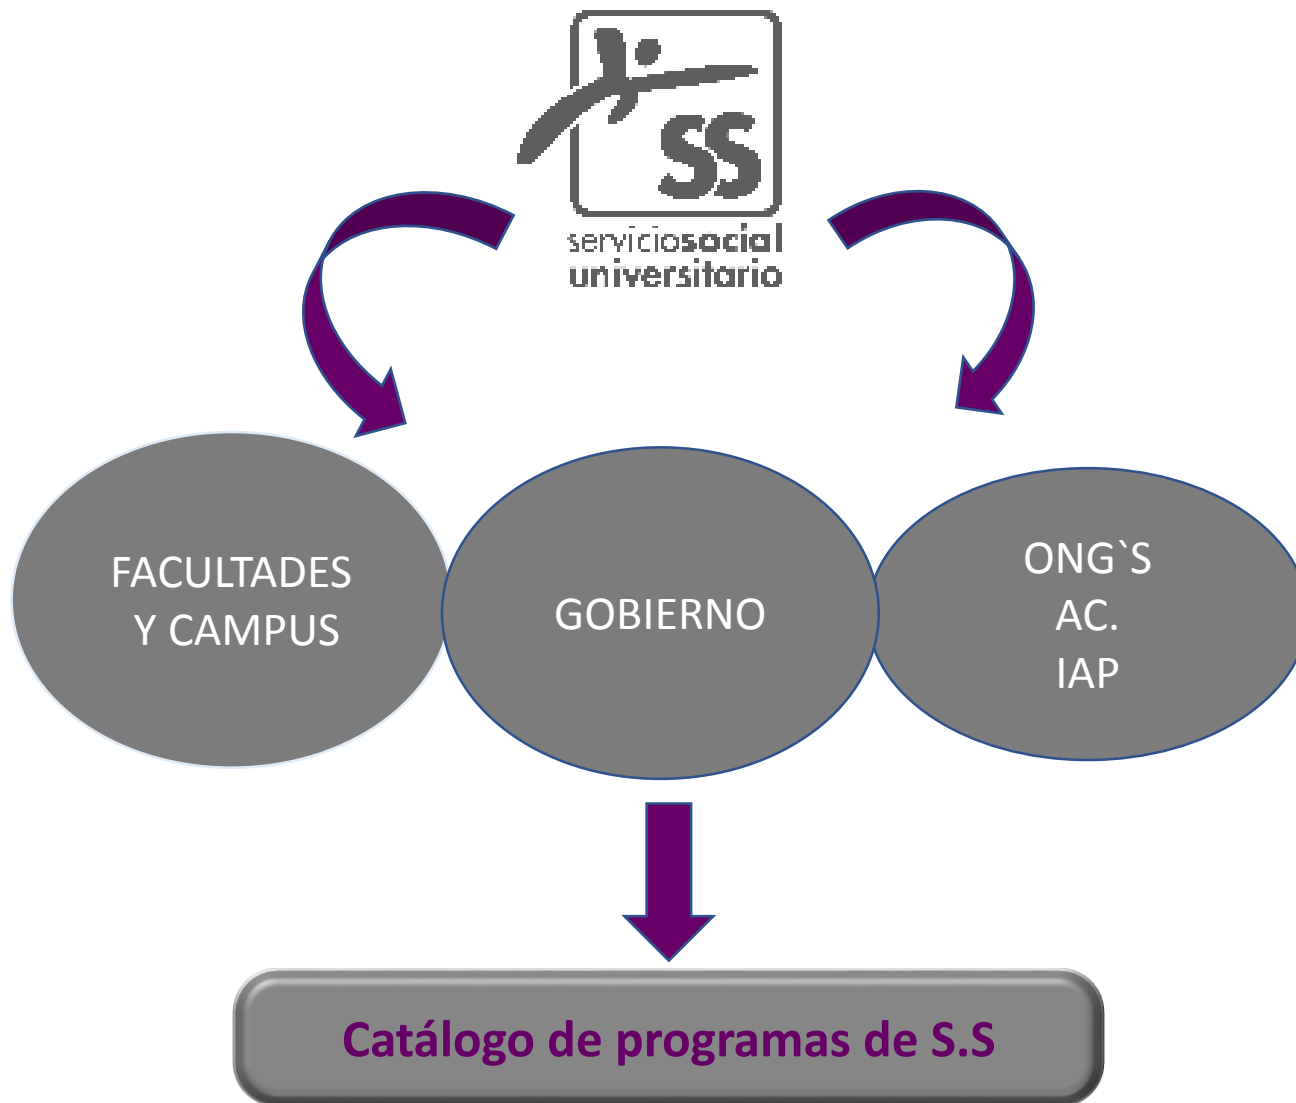 SS
serviciosocial
universitario
FACULTADES
Y CAMPUS
GOBIERNO
ONG`S
AC.
IAP
Catálogo de programas de S.S